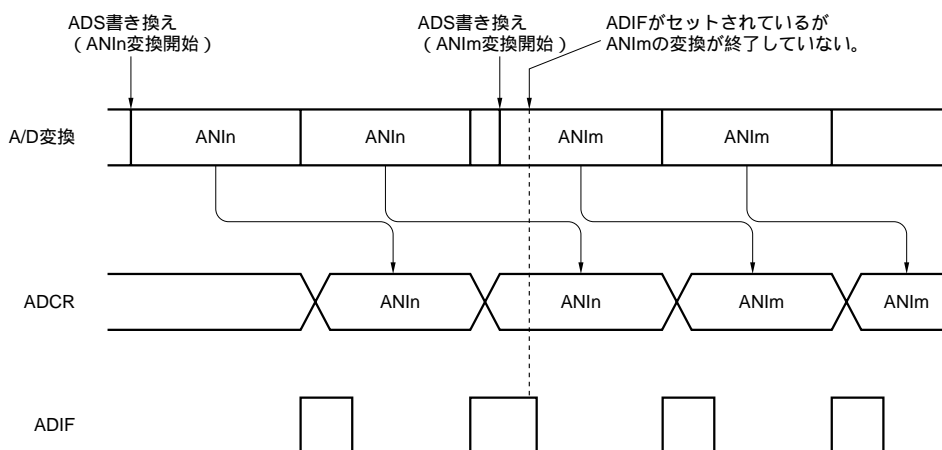 ADS書き換え
（ANIn変換開始）
ADS書き換え
（ANIm変換開始）
ADIFがセットされているが
ANImの変換が終了していない。
A/D変換
ANIn
ANIn
ANIm
ANIm
ADCR
ANIn
ANIn
ANIm
ANIm
ADIF